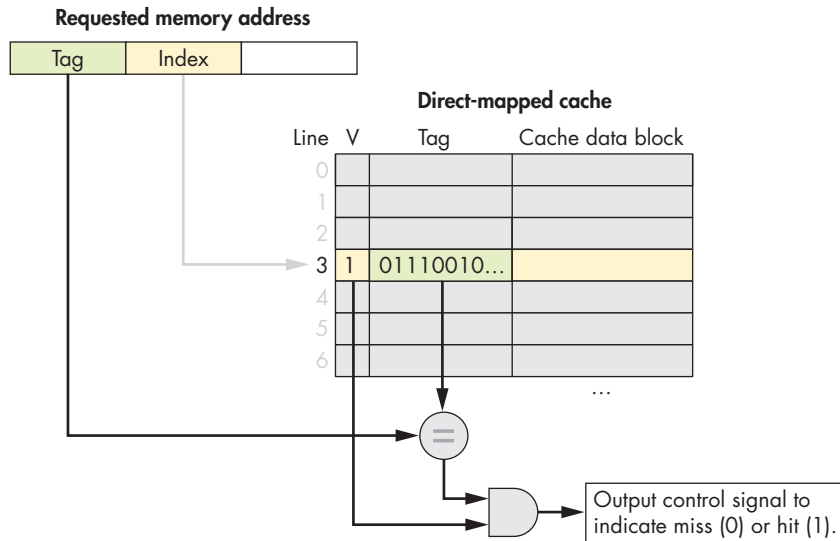 Requested memory address
Tag Index
Direct-mapped cache
Line V Tag Cache data block
0
1
2
3 1 01110010...
4
5
6
...
=
Output control signal to
indicate miss (0) or hit (1).